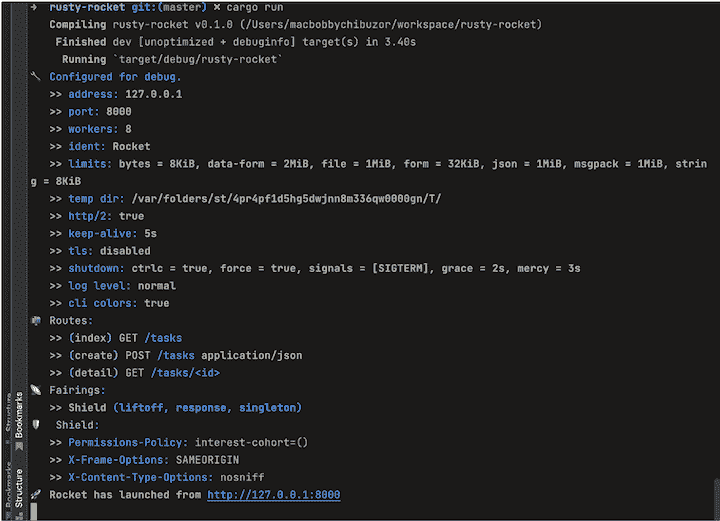 ➜ rusty-rocket git:(master) ✗ cargo run
Compiling rusty-rocket v0.1.0 (/Users/macbobbychibuzor/workspace/rusty-rocket)
Finished dev [unoptimized + debuginfo] target(s) in 3.40s
Running `target/debug/rusty-rocket`
🔧 Configured for debug.
>> address: 127.0.0.1
>> port: 8000
>> workers: 8
>> ident: Rocket
>> limits: bytes = 8KiB, data-form = 2MiB, file = 1MiB, form = 32KiB, json = 1MiB, msgpack = 1MiB, strin
g = 8KiB
>> temp dir: /var/folders/st/4pr4pf1d5hg5dwjnn8m336qw0000gn/T/
>> http/2: true
>> keep-alive: 5s
>> tls: disabled
>> shutdown: ctrlc = true, force = true, signals = [SIGTERM], grace = 2s, mercy = 3s
>> log level: normal
>> cli colors: true
📬 Routes:
>> (index) GET /tasks
>> (create) POST /tasks application/json
>> (detail) GET /tasks/<id>
📡 Fairings:
>> Shield (liftoff, response, singleton)
🛡️ Shield:
>> Permissions-Policy: interest-cohort=()
>> X-Frame-Options: SAMEORIGIN
>> X-Content-Type-Options: nosniff
🚀 Rocket has launched from http://127.0.0.1:8000
Structure
Bookmarks
Bookmarks
Structure